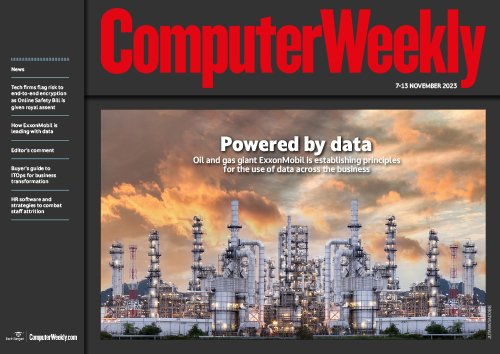 ComputerWeekly
7-13 NOVEMBER 2023
News
Tech firms flag risk to
end-to-end encryption
as Online Safety Bill is
given royal assent
How ExxonMobil is
leading with data
Editor's comment
Buyer's guide to
ITOps for business
transformation
HR software and
strategies to combat
staff attrition
Powered by data
Oil and gas giant ExxonMobil is establishing principles
for the use of data across the business
TechTarget
ComputerWeekly.com